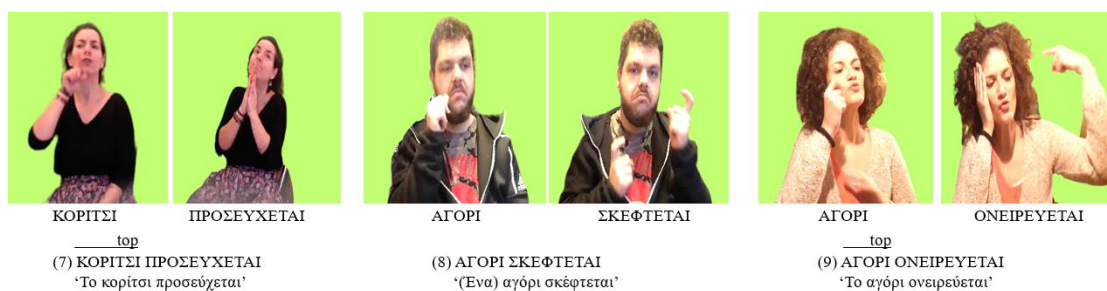 ΚΟΡΙΤΣΙ ΠΡΟΣΕΥΧΕΤΑΙ ΑΓΟΡΙ ΣΚΕΦΤΕΤΑΙ ΑΓΟΡΙ ΟΝΕΙΡΕΥΕΤΑΙ
top top
(7) ΚΟΡΙΤΣΙ ΠΡΟΣΕΥΧΕΤΑΙ (8) ΑΓΟΡΙ ΣΚΕΦΤΕΤΑΙ (9) ΑΓΟΡΙ ΟΝΕΙΡΕΥΕΤΑΙ
‘Το κορίτσι προσεύχεται’ ‘(Ένα) αγόρι σκέφτεται’ ‘Το αγόρι ονειρεύεται’